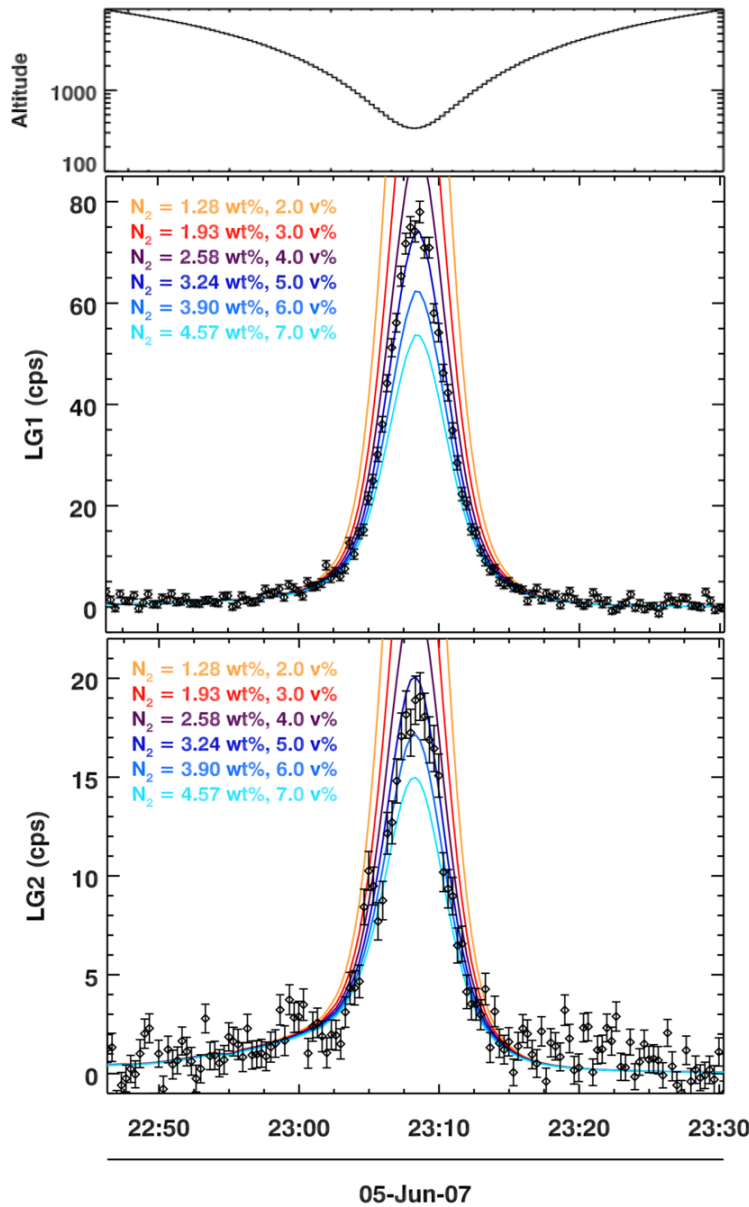 Altitude
1000
100
LG1 (cps)
80
60
40
20
0
N₂ = 1.28 wt%, 2.0 v%
N₂ = 1.93 wt%, 3.0 v%
N₂ = 2.58 wt%, 4.0 v%
N₂ = 3.24 wt%, 5.0 v%
N₂ = 3.90 wt%, 6.0 v%
N₂ = 4.57 wt%, 7.0 v%
LG2 (cps)
20
15
10
5
0
N₂ = 1.28 wt%, 2.0 v%
N₂ = 1.93 wt%, 3.0 v%
N₂ = 2.58 wt%, 4.0 v%
N₂ = 3.24 wt%, 5.0 v%
N₂ = 3.90 wt%, 6.0 v%
N₂ = 4.57 wt%, 7.0 v%
22:50 23:00 23:10 23:20 23:30
05-Jun-07